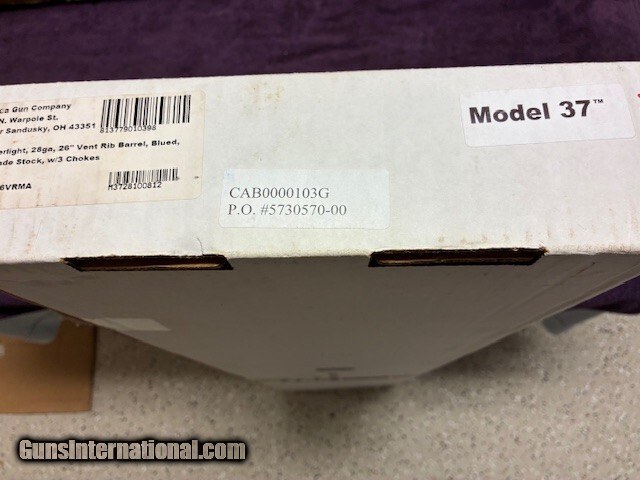 ca Gun Company
N. Warpole St.
r Sandusky, OH 43351
813779010398
erlight, 28ga, 26" Vent Rib Barrel, Blued,
ade Stock, w/3 Chokes
6VRMA
M3728100812
CAB0000103G
P.O. #5730570-00
Model 37™
GunsInternational.com